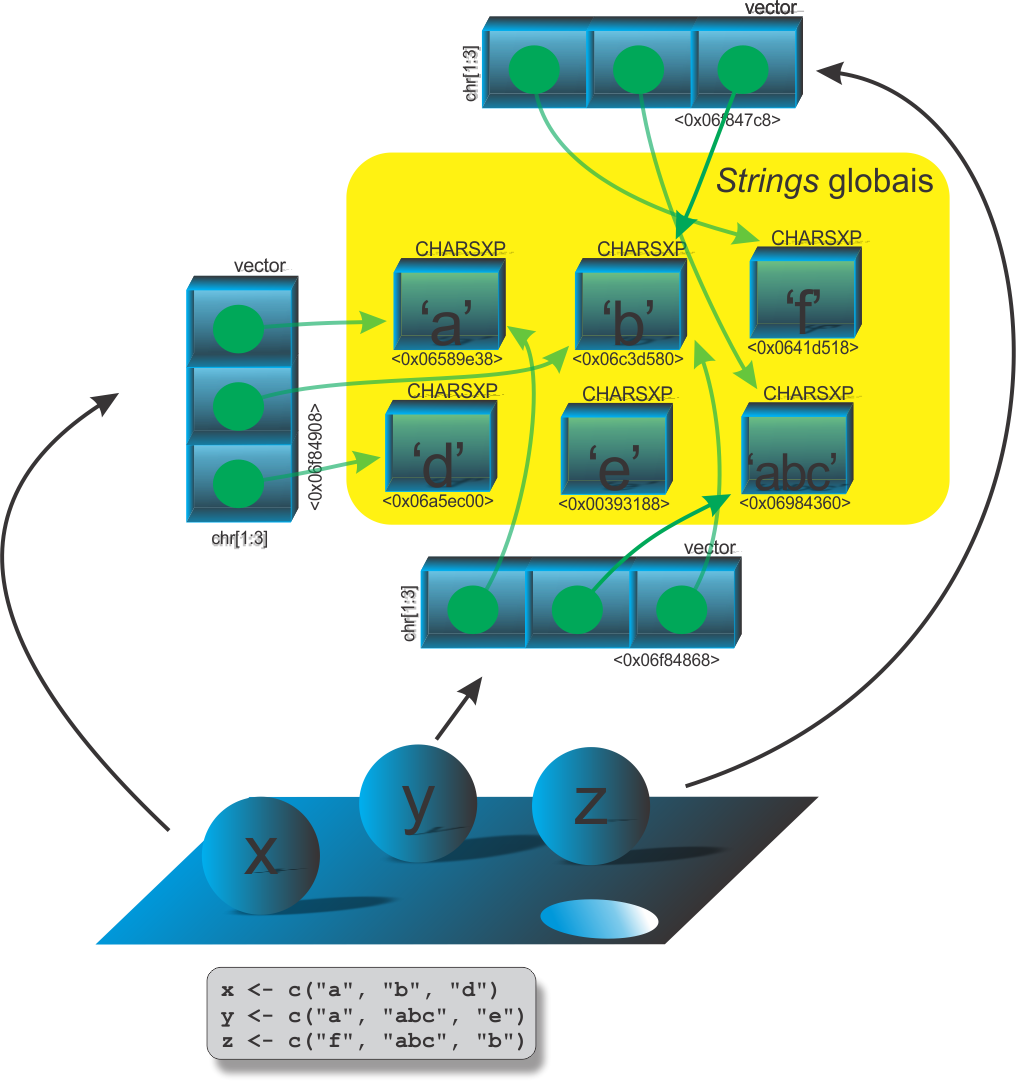 vector
chr[1:3]
<0x06f847c8>
Strings globais
CHARSXP
‘a’
<0x06589e38>
CHARSXP
‘b’
<0x06c3d580>
CHARSXP
‘f’
<0x0641d518>
vector
<0x06f84908>
chr[1:3]
CHARSXP
‘d’
<0x06a5ec00>
CHARSXP
‘e’
<0x00393188>
CHARSXP
‘abc’
<0x06984360>
vector
chr[1:3]
<0x06f84868>
x
y
z
x <- c("a", "b", "d")
y <- c("a", "abc", "e")
z <- c("f", "abc", "b")